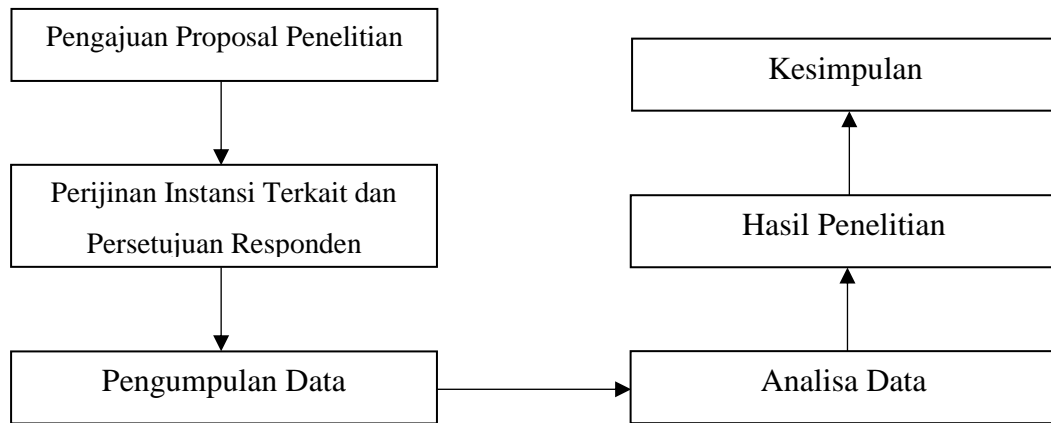 Pengajuan Proposal Penelitian
Perijinan Instansi Terkait dan
Persetujuan Responden
Pengumpulan Data
Analisa Data
Hasil Penelitian
Kesimpulan